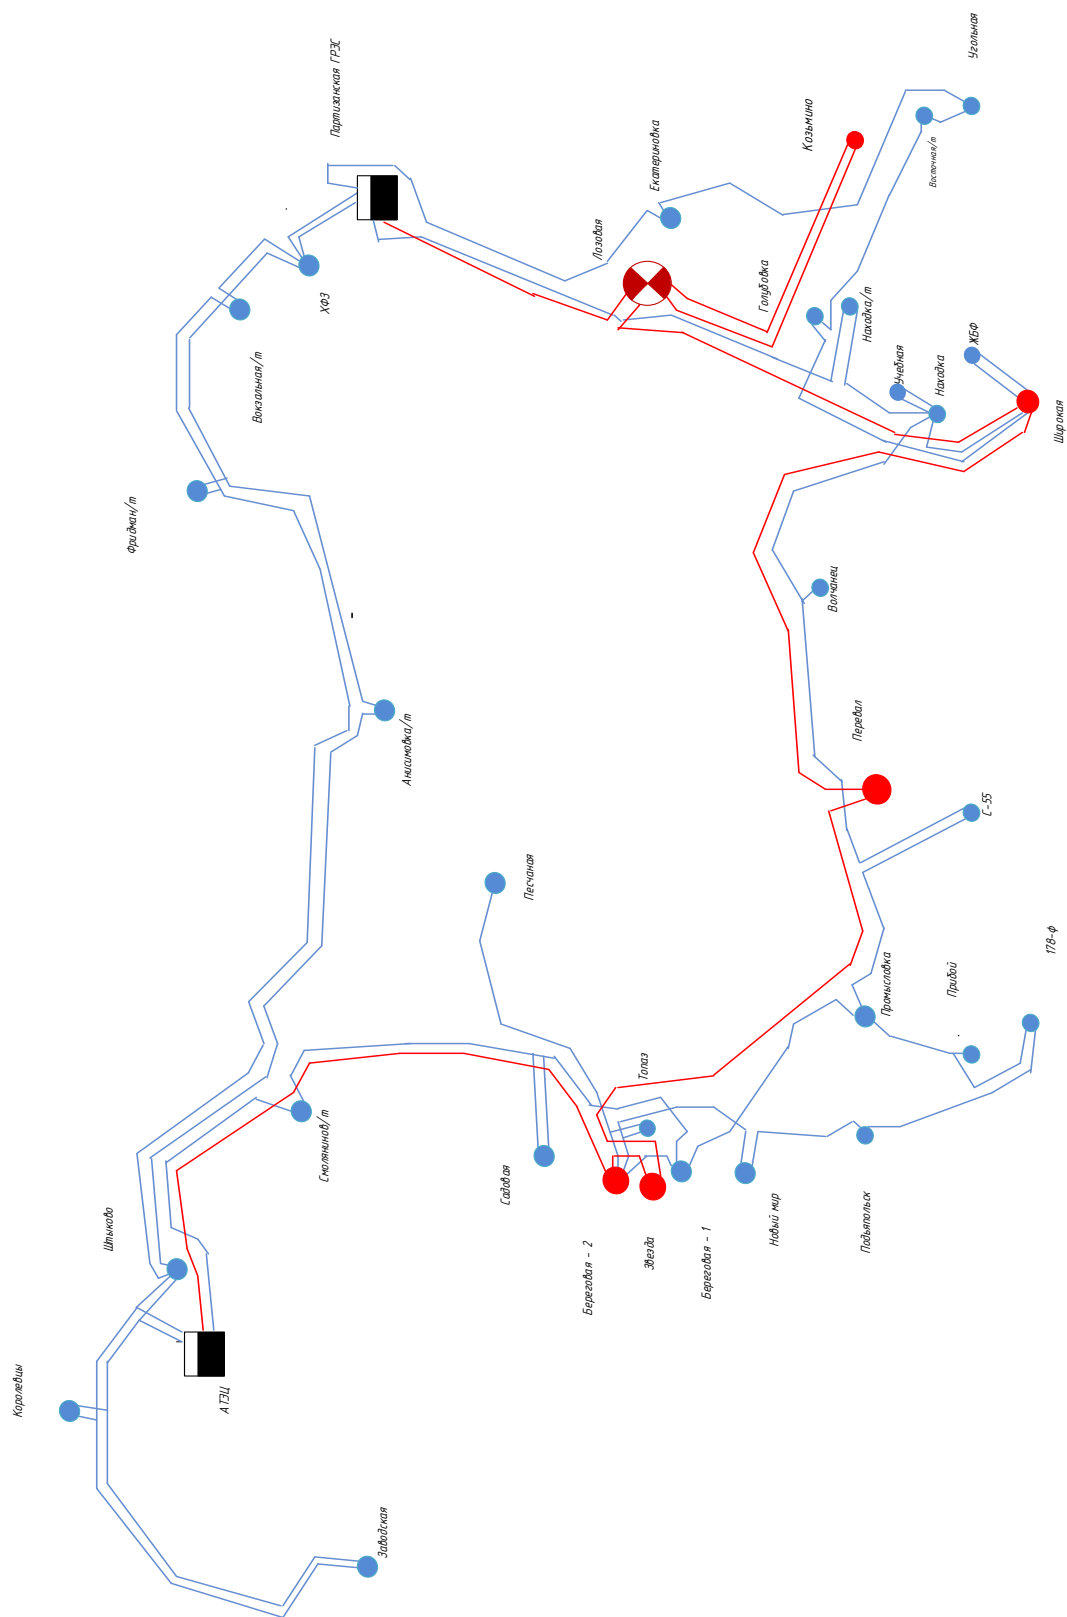 Угольная
Партизанская ГРЭС
Козьмино
Екатериновка
Восточная/т
Лозовая
Голубовка
ХФЗ
Находка/т
ЖБФ
Учебная
Находка
Вокзальная/т
Широкая
Фридман/т
Волчанец
Перевал
Анисимовка/т
С-55
Песчаная
178-ф
Промысловка
Прибой
Топаз
Смолянинов/т
Садовая
Штыково
Новый мир
Подъяпольск
Звезда
Береговая - 1
Береговая - 2
Королевцы
АТЭЦ
Заводская